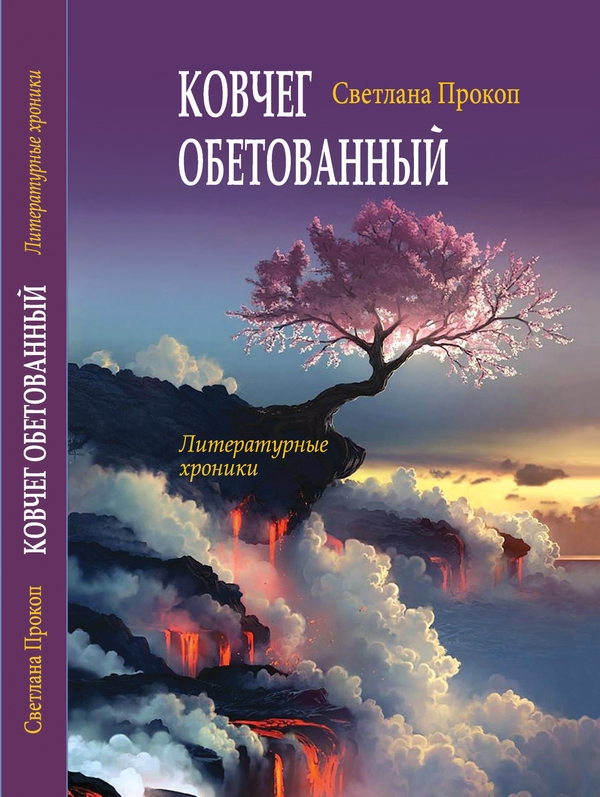 КОВЧЕГ
ОБЕТОВАННЫЙ
Светлана Прокоп
Литературные
хроники
Светлана Прокоп КОВЧЕГ ОБЕТОВАННЫЙ Литературные хроники